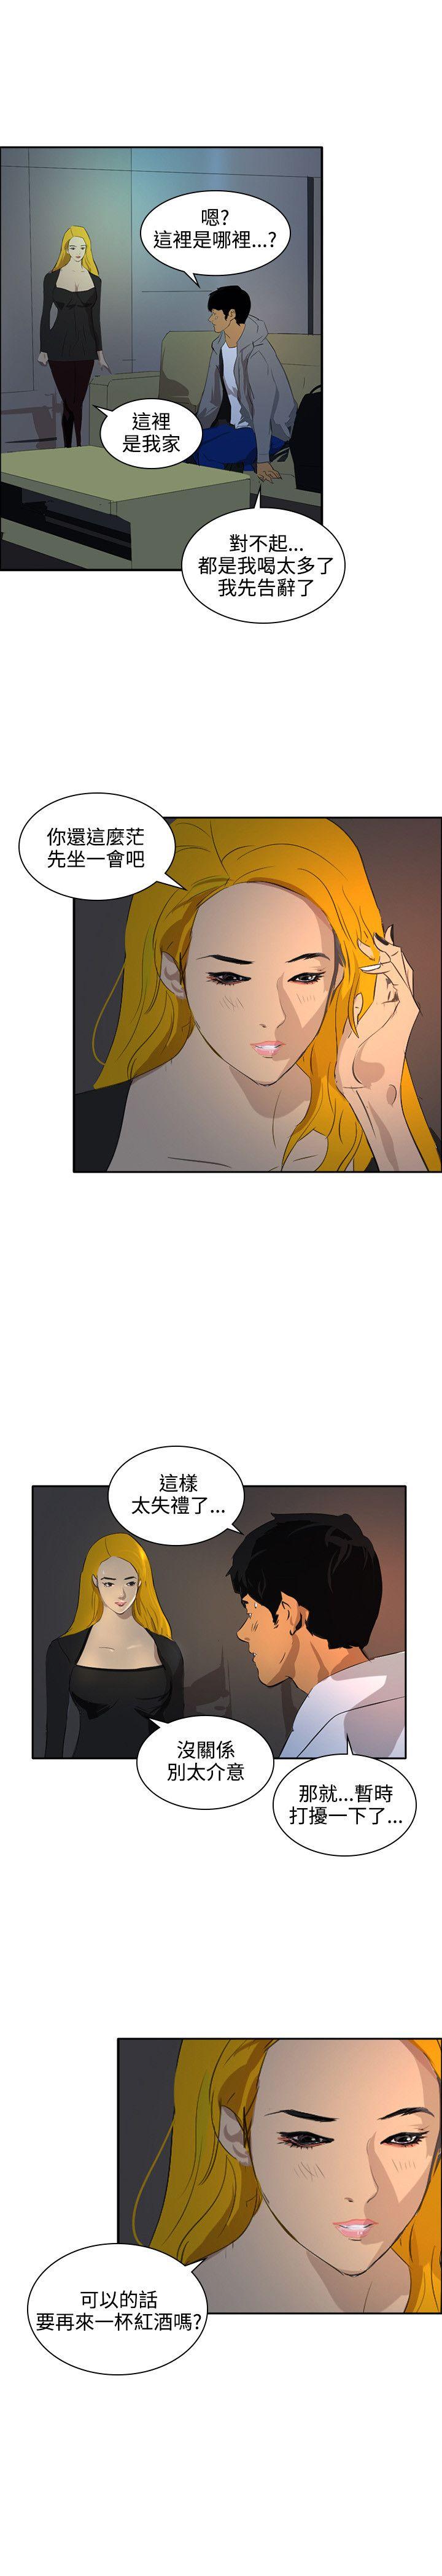 嗯?
這裡是哪裡...?
這裡
是我家
對不起...
都是我喝太多了
我先告辭了
你還這麼茫
先坐一會吧
這樣
太失禮了...
沒關係
別太介意
那就...暫時
打擾一下了...
可以的話
要再來一杯紅酒嗎?